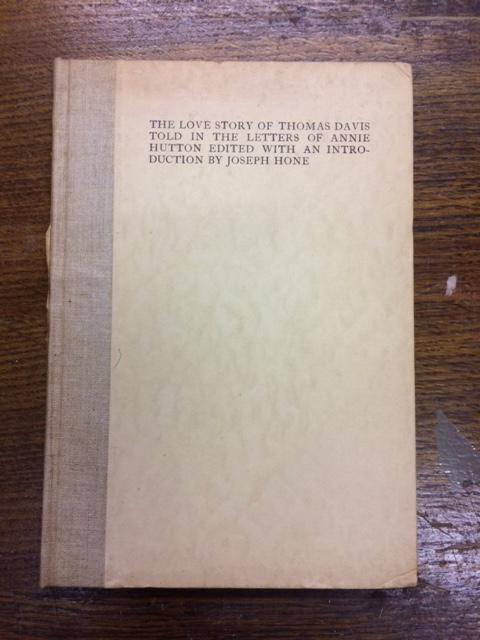 THE LOVE STORY OF THOMAS DAVIS
TOLD IN THE LETTERS OF ANNIE
HUTTON EDITED WITH AN INTRO-
DUCTION BY JOSEPH HONE